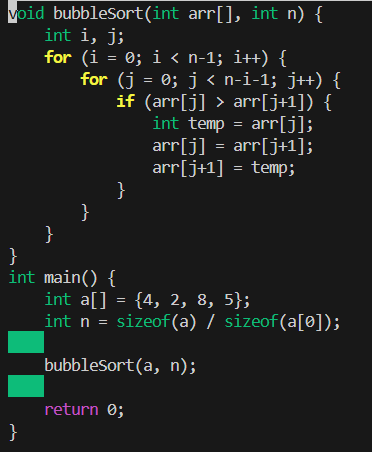 void bubbleSort(int arr[], int n) {
    int i, j;
    for (i = 0; i < n-1; i++) {
        for (j = 0; j < n-i-1; j++) {
            if (arr[j] > arr[j+1]) {
                int temp = arr[j];
                arr[j] = arr[j+1];
                arr[j+1] = temp;
            }
        }
    }
}
int main() {
    int a[] = {4, 2, 8, 5};
    int n = sizeof(a) / sizeof(a[0]);
    bubbleSort(a, n);
    return 0;
}